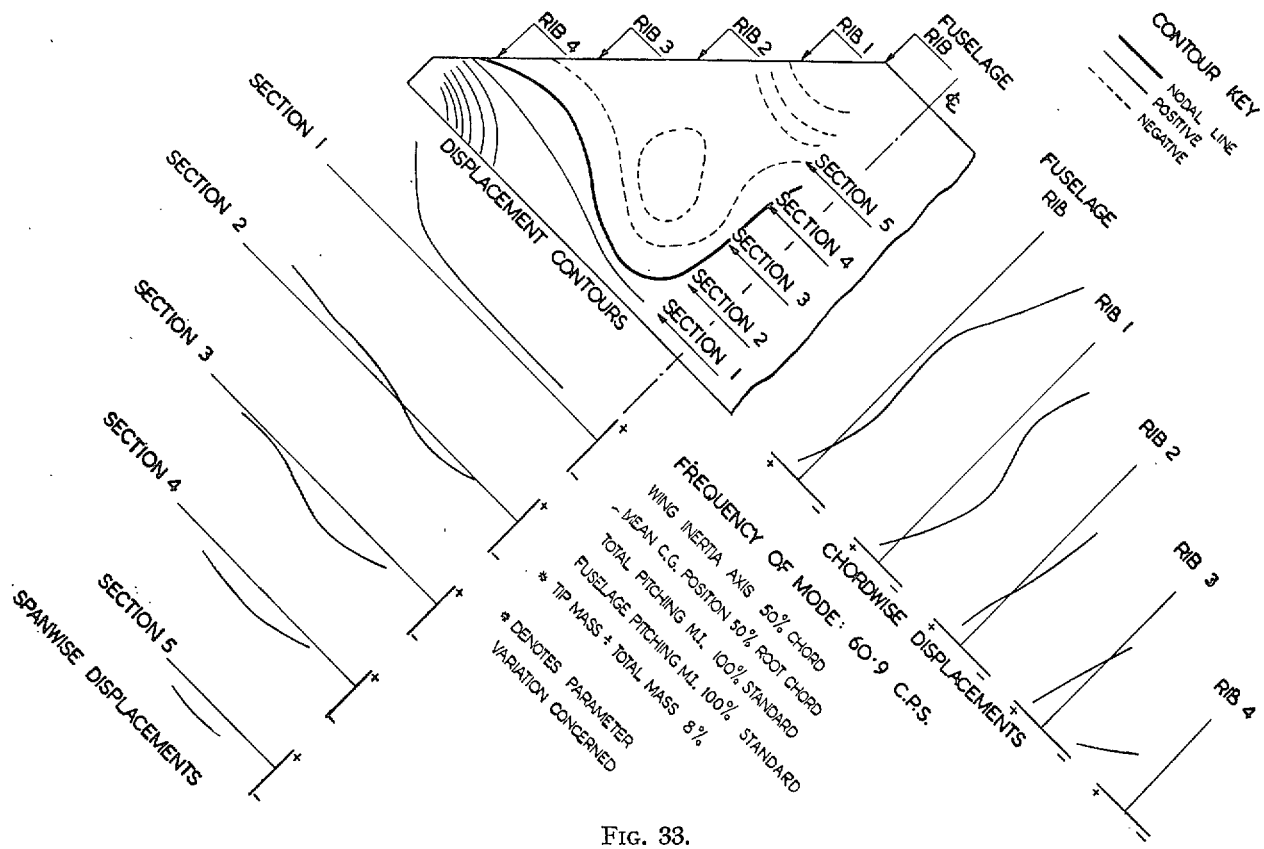 RIB 4
RIB 3
RIB 2
RIB 1
FUSELAGE
RIB
℄
CONTOUR KEY
NODAL LINE
POSITIVE
NEGATIVE
DISPLACEMENT CONTOURS
SECTION 5
SECTION 4
SECTION 3
SECTION 2
SECTION 1
SECTION 1
+
-
SECTION 2
+
-
SECTION 3
+
-
SECTION 4
+
-
SECTION 5
+
-
SPANWISE DISPLACEMENTS
FUSELAGE
RIB
+
-
RIB 1
+
-
RIB 2
+
-
RIB 3
+
-
RIB 4
+
-
CHORDWISE DISPLACEMENTS
FREQUENCY OF MODE: 60·9 C.P.S.
WING INERTIA AXIS 50% CHORD
MEAN C.G. POSITION 50% ROOT CHORD
TOTAL PITCHING M.I. 100% STANDARD
FUSELAGE PITCHING M.I. 100% STANDARD
* TIP MASS ÷ TOTAL MASS 8%
* DENOTES PARAMETER
VARIATION CONCERNED
FIG. 33.